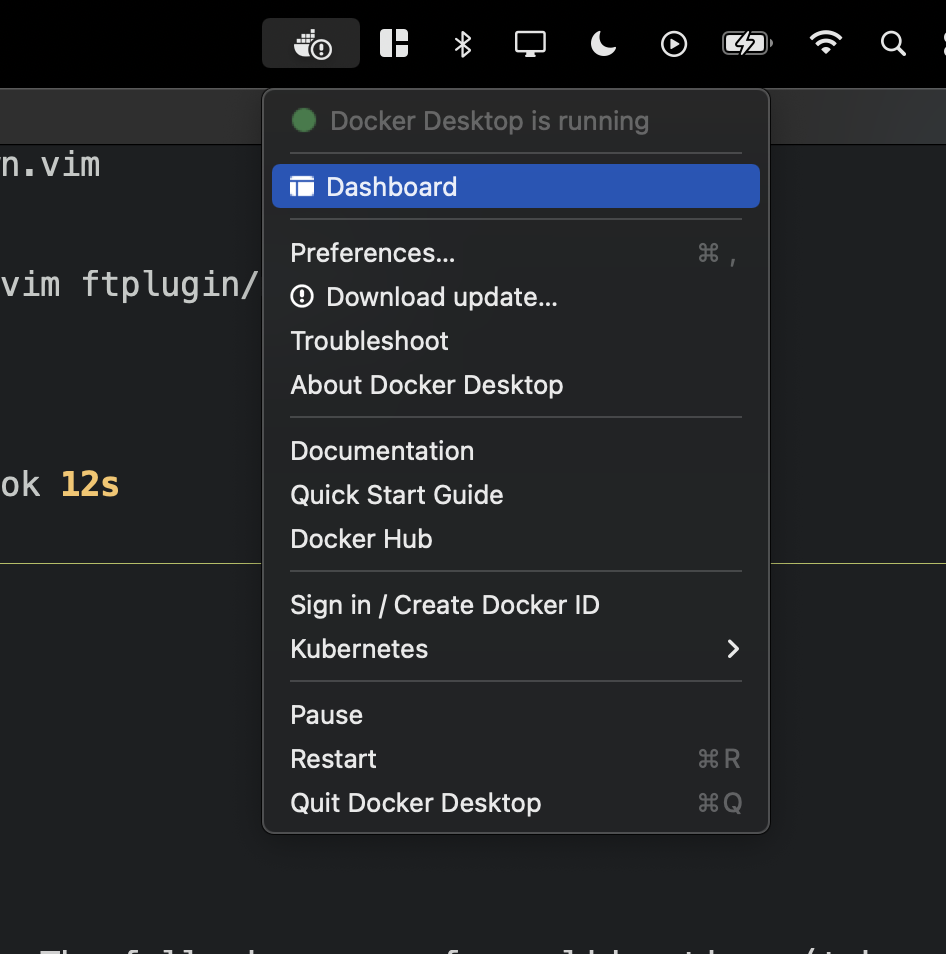 Docker Desktop is running
n.vim
Dashboard
Preferences... ⌘ ,
vim ftplugin/
Download update...
Troubleshoot
About Docker Desktop
Documentation
ok 12s
Quick Start Guide
Docker Hub
Sign in / Create Docker ID
Kubernetes
Pause
Restart ⌘R
Quit Docker Desktop ⌘Q